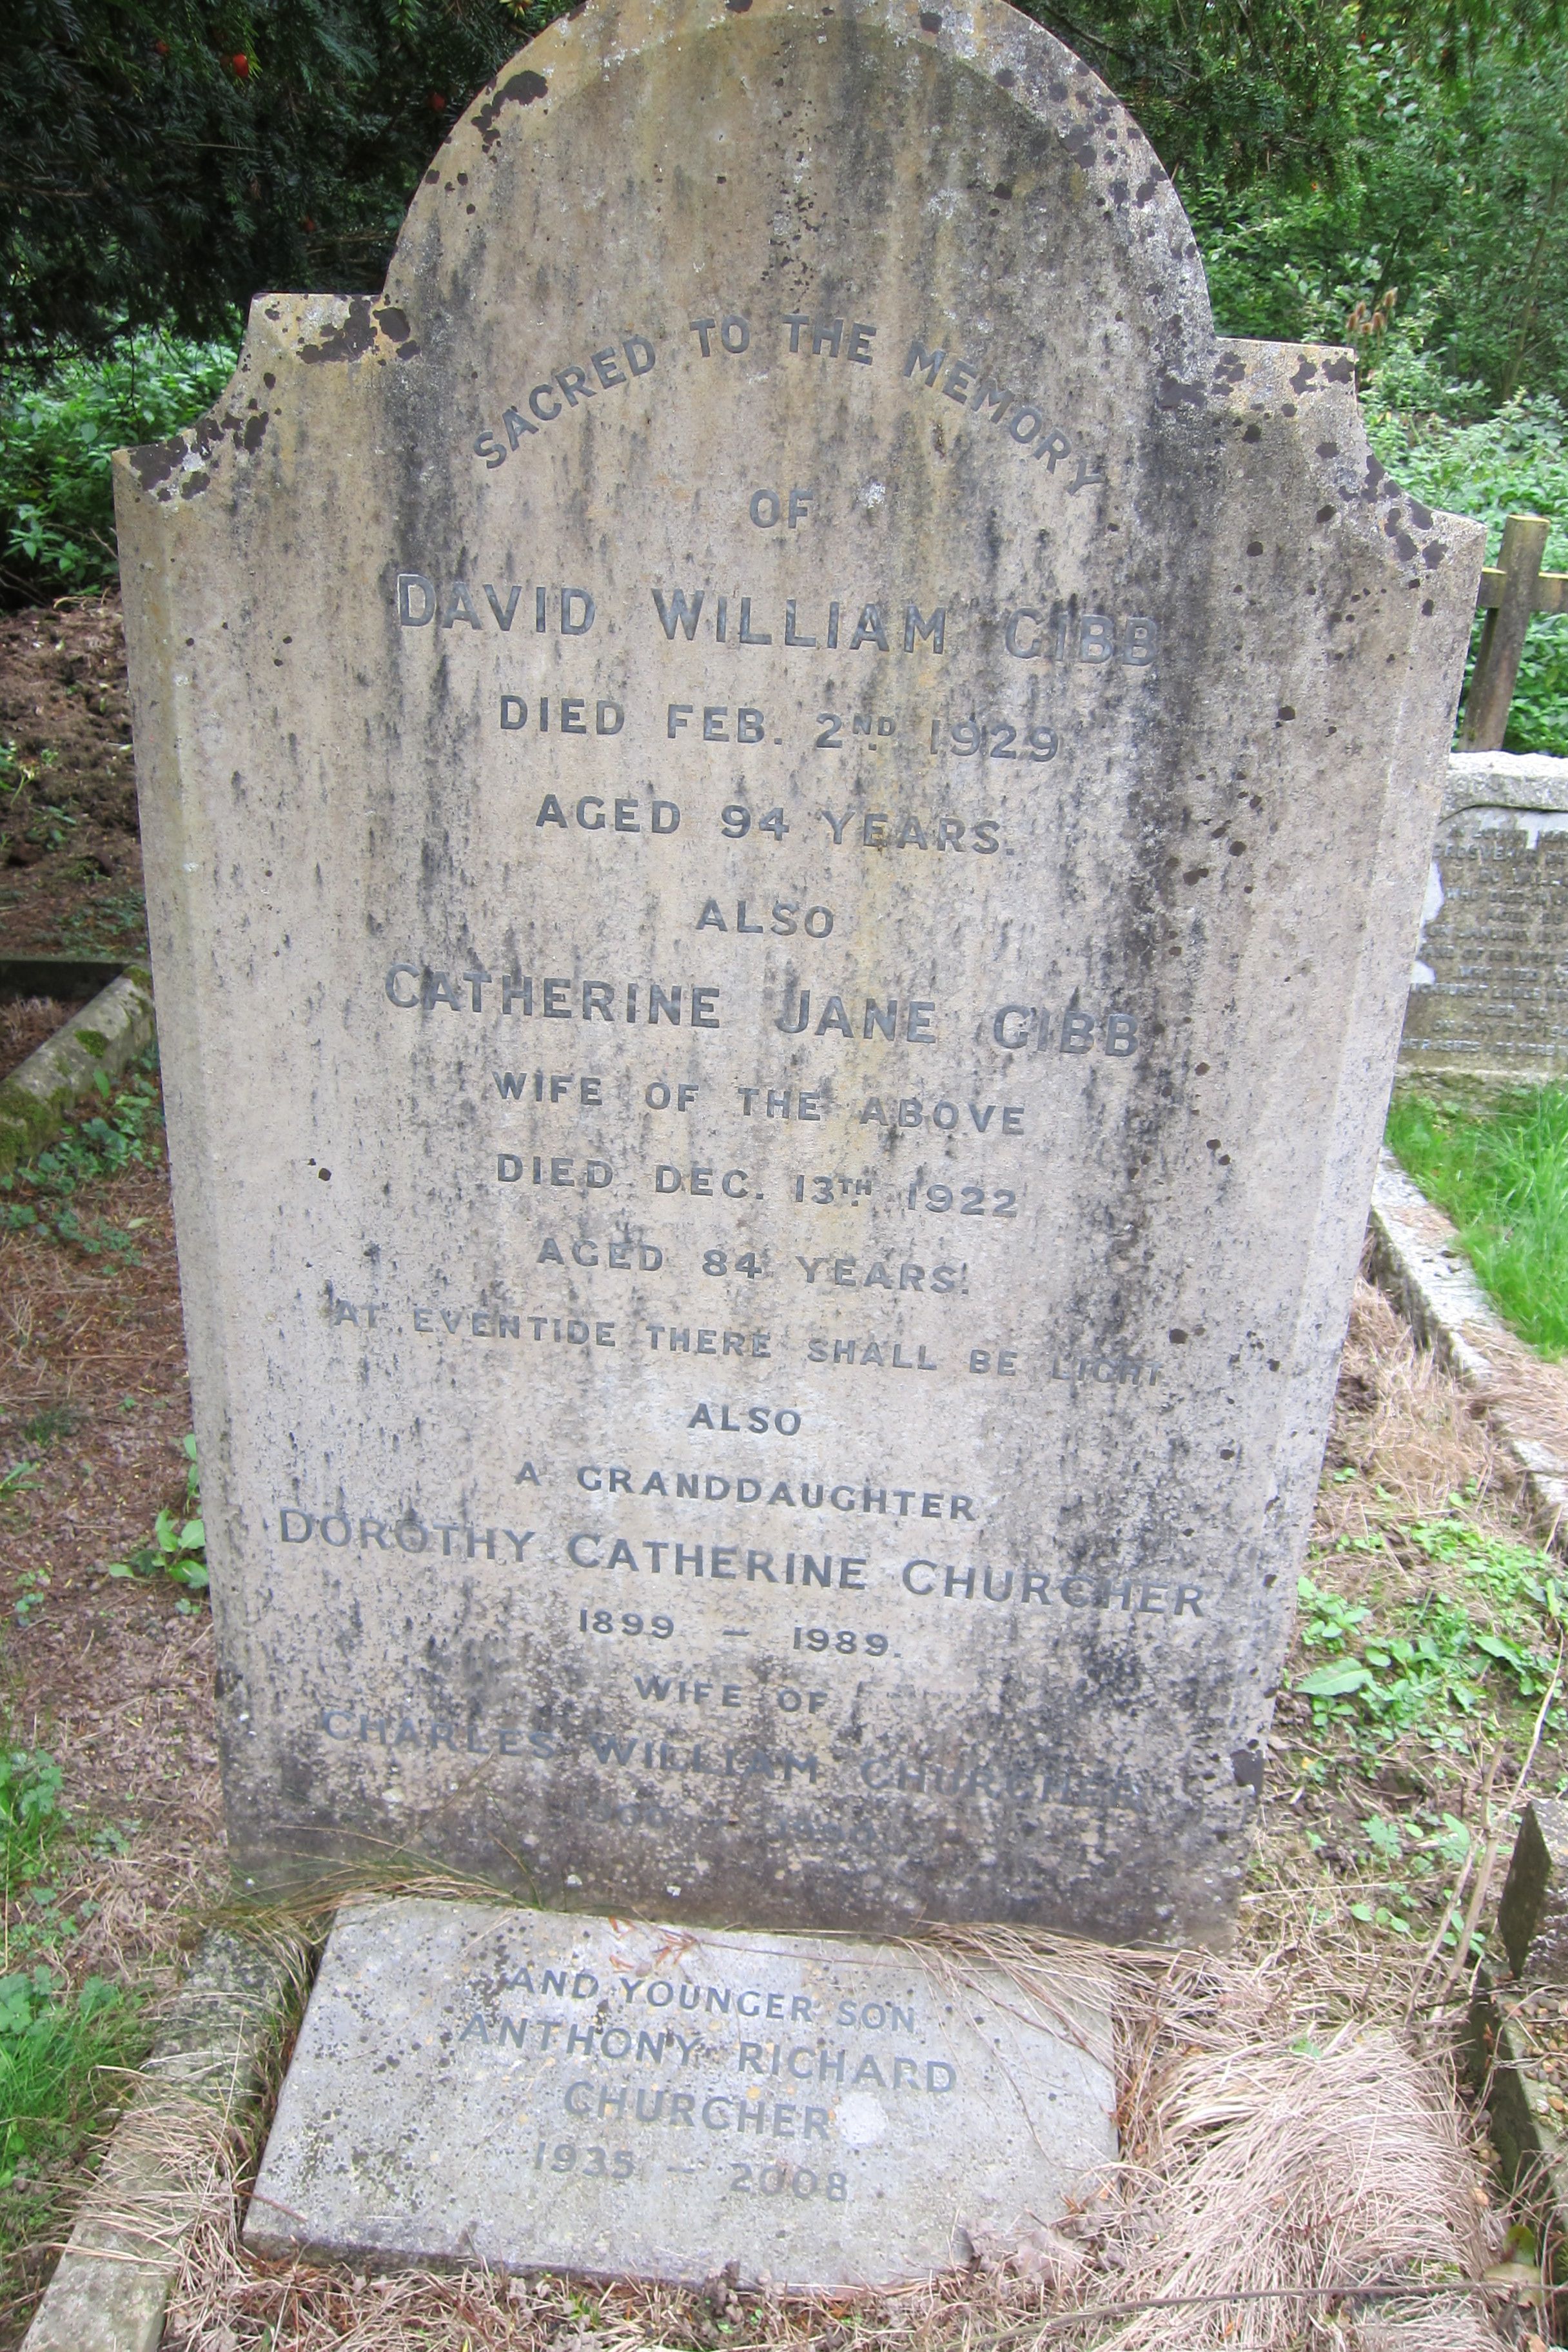 SACRED TO THE MEMORY
OF
DAVID WILLIAM GIBB
DIED FEB. 2ND 1929
AGED 94 YEARS.
ALSO
CATHERINE JANE GIBB
WIFE OF THE ABOVE
DIED DEC. 13TH 1922
AGED 84 YEARS.
AT EVENTIDE THERE SHALL BE LIGHT
ALSO
A GRANDDAUGHTER
DOROTHY CATHERINE CHURCHER
1899 – 1989.
WIFE OF
CHARLES WILLIAM CHURCHER
AND YOUNGER SON
ANTHONY RICHARD
CHURCHER
1935 – 2008